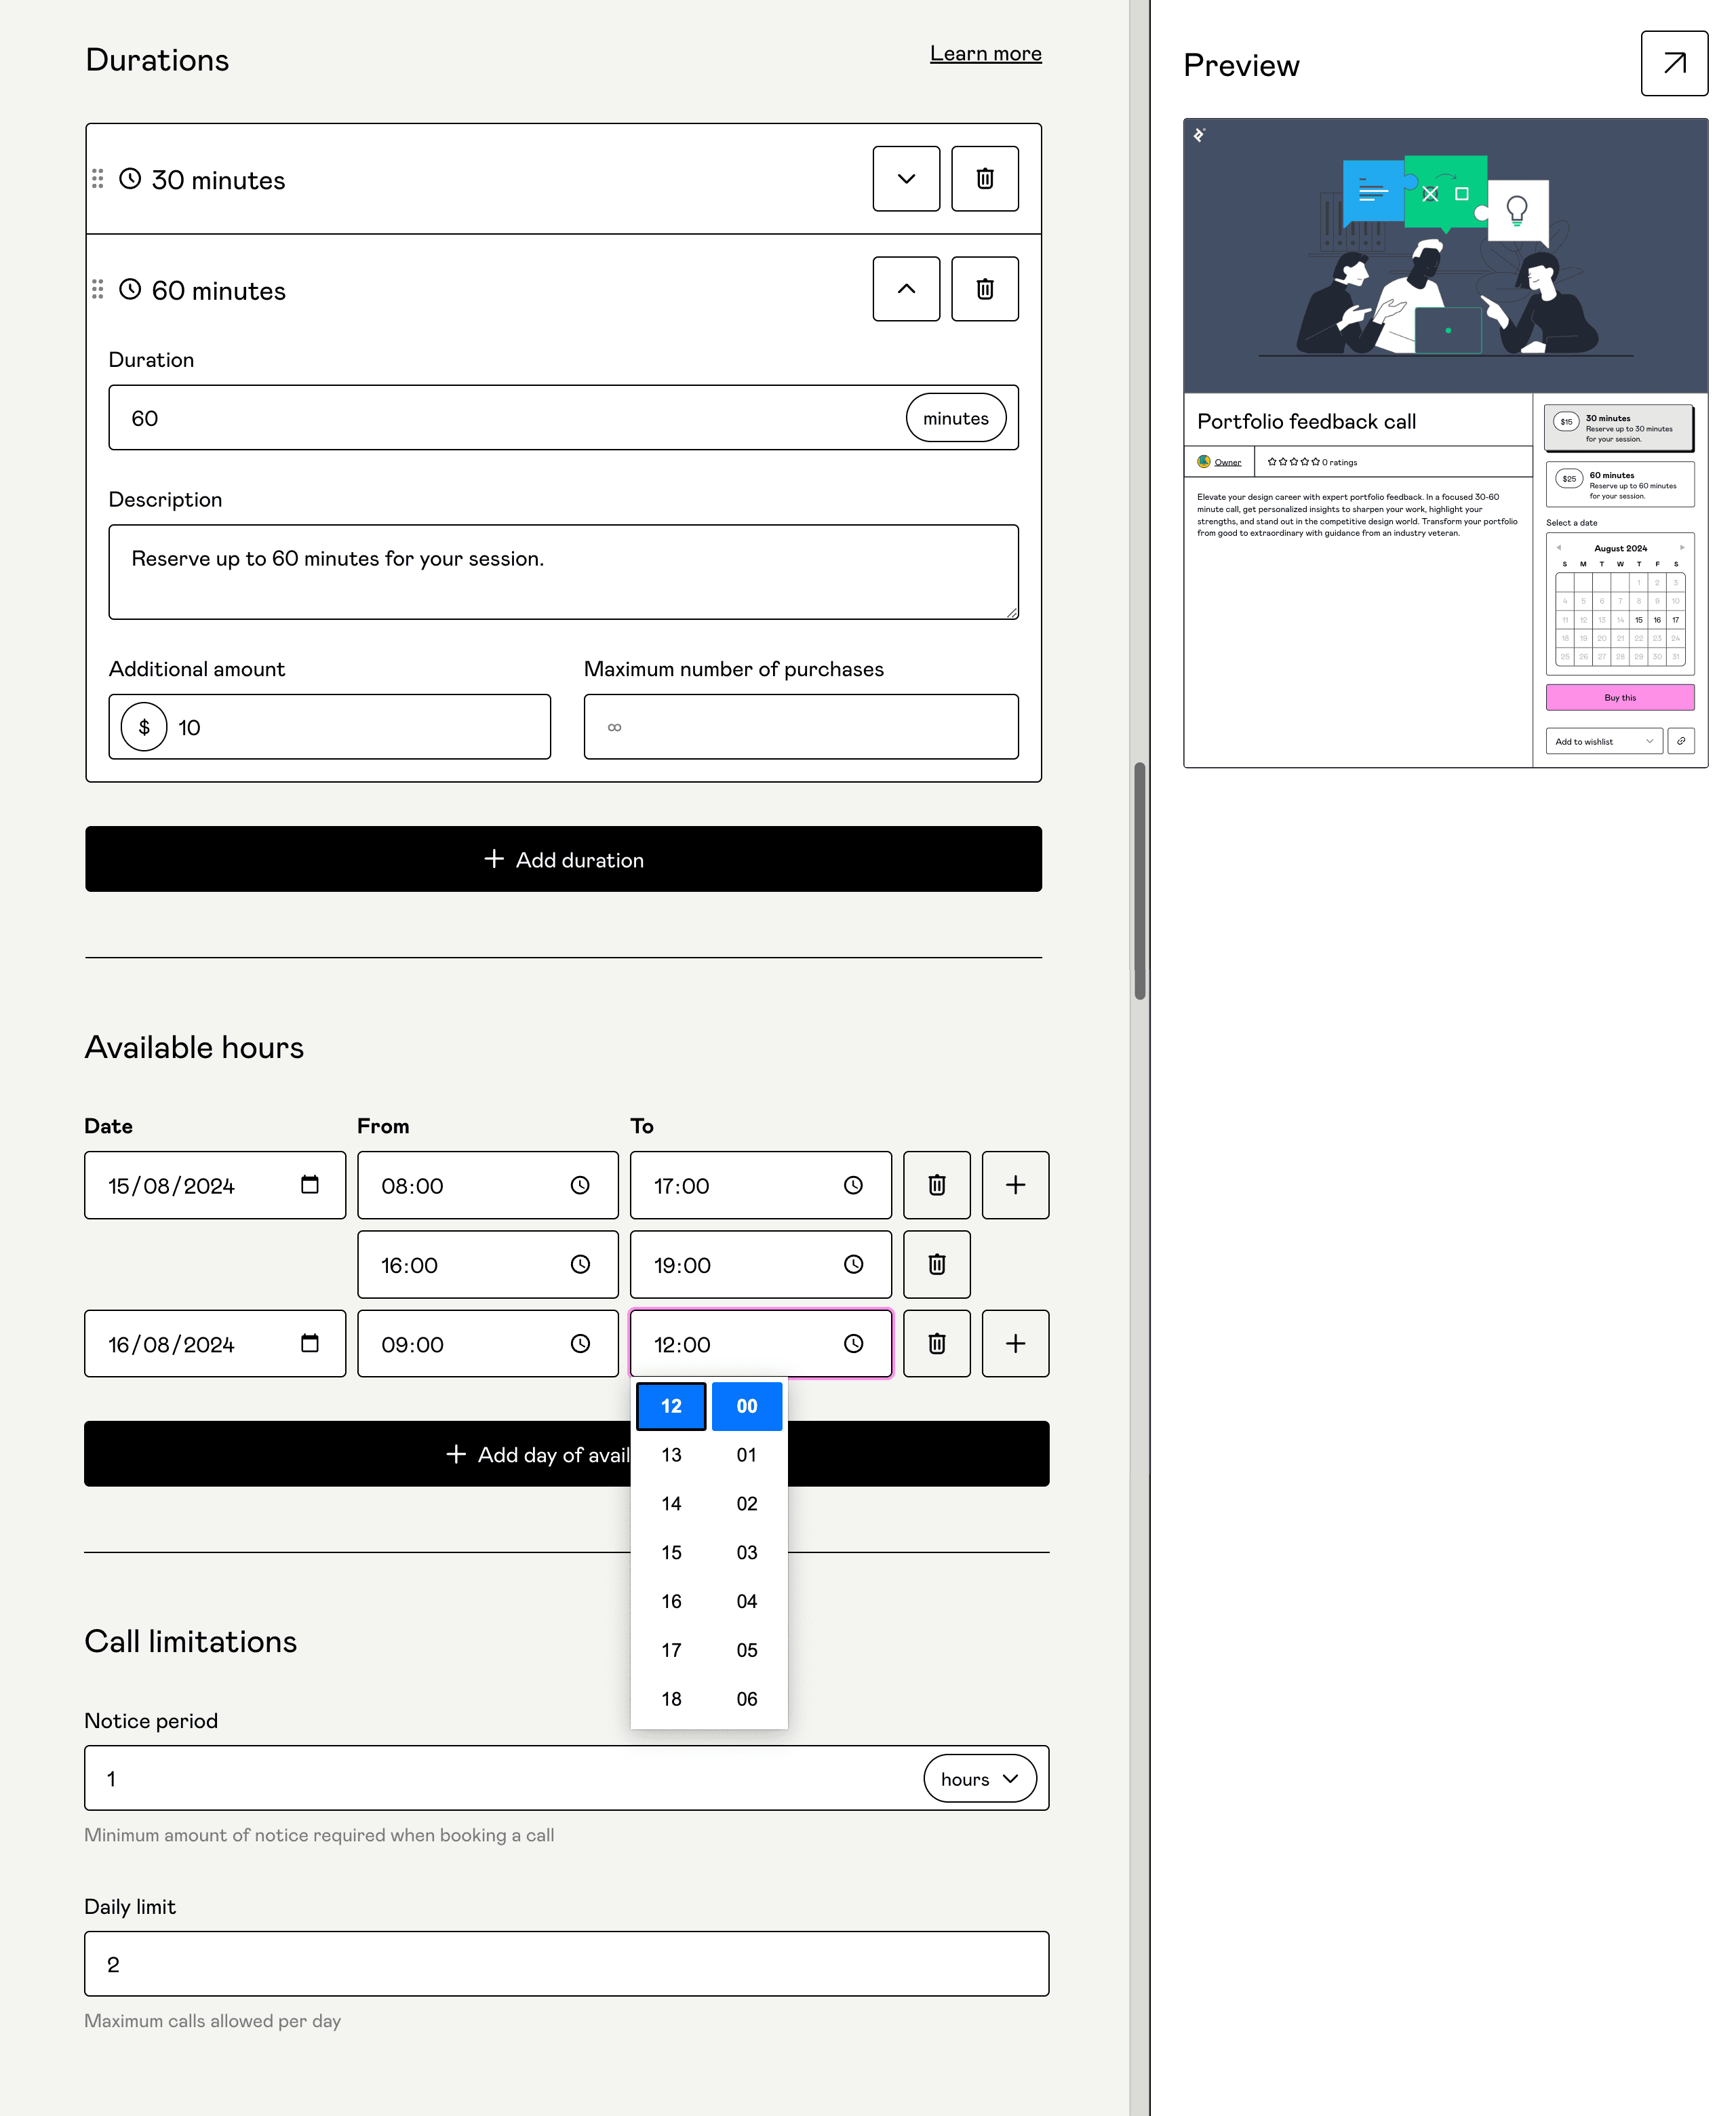 Durations
Learn more
30 minutes
60 minutes
Duration
60
minutes
Description
Reserve up to 60 minutes for your session.
Additional amount
Maximum number of purchases
$ 10
∞
+ Add duration
Available hours
Date From To
15/08/2024 08:00 17:00
16:00 19:00
16/08/2024 09:00 12:00
12 00
13 01
14 02
15 03
16 04
17 05
18 06
+ Add day of avail
Call limitations
Notice period
1 hours
Minimum amount of notice required when booking a call
Daily limit
2
Maximum calls allowed per day
Preview
Portfolio feedback call
Owner
0 ratings
Elevate your design career with expert portfolio feedback. In a focused 30-60
minute call, get personalized insights to sharpen your work, highlight your
strengths, and stand out in the competitive design world. Transform your portfolio
from good to extraordinary with guidance from an industry veteran.
$15
30 minutes
Reserve up to 30 minutes
for your session.
$25
60 minutes
Reserve up to 60 minutes
for your session.
Select a date
August 2024
S M T W T F S
1 2 3
4 5 6 7 8 9 10
11 12 13 14 15 16 17
18 19 20 21 22 23 24
25 26 27 28 29 30 31
Buy this
Add to wishlist